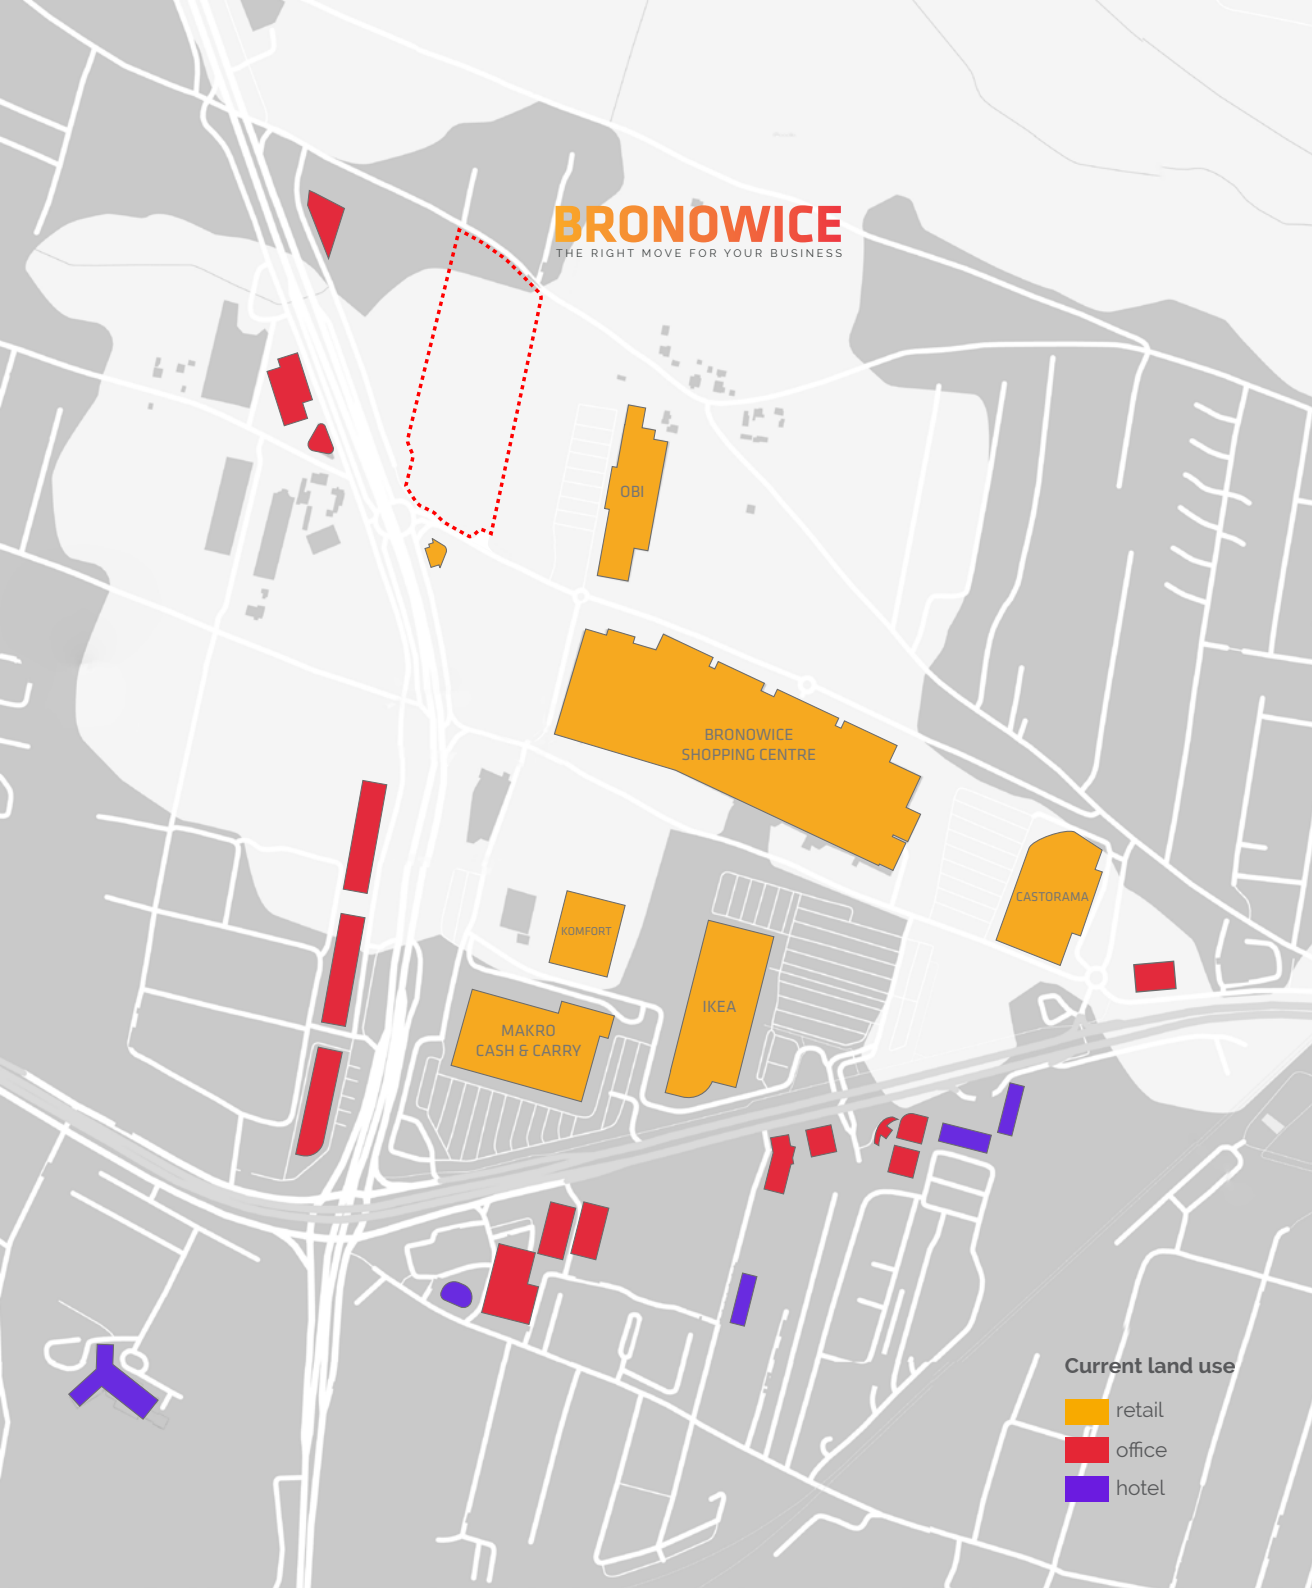 BRONOWICE
THE RIGHT MOVE FOR YOUR BUSINESS
OBI
BRONOWICE
SHOPPING CENTRE
CASTORAMA
KOMFORT
IKEA
MAKRO
CASH & CARRY
Current land use
retail
office
hotel